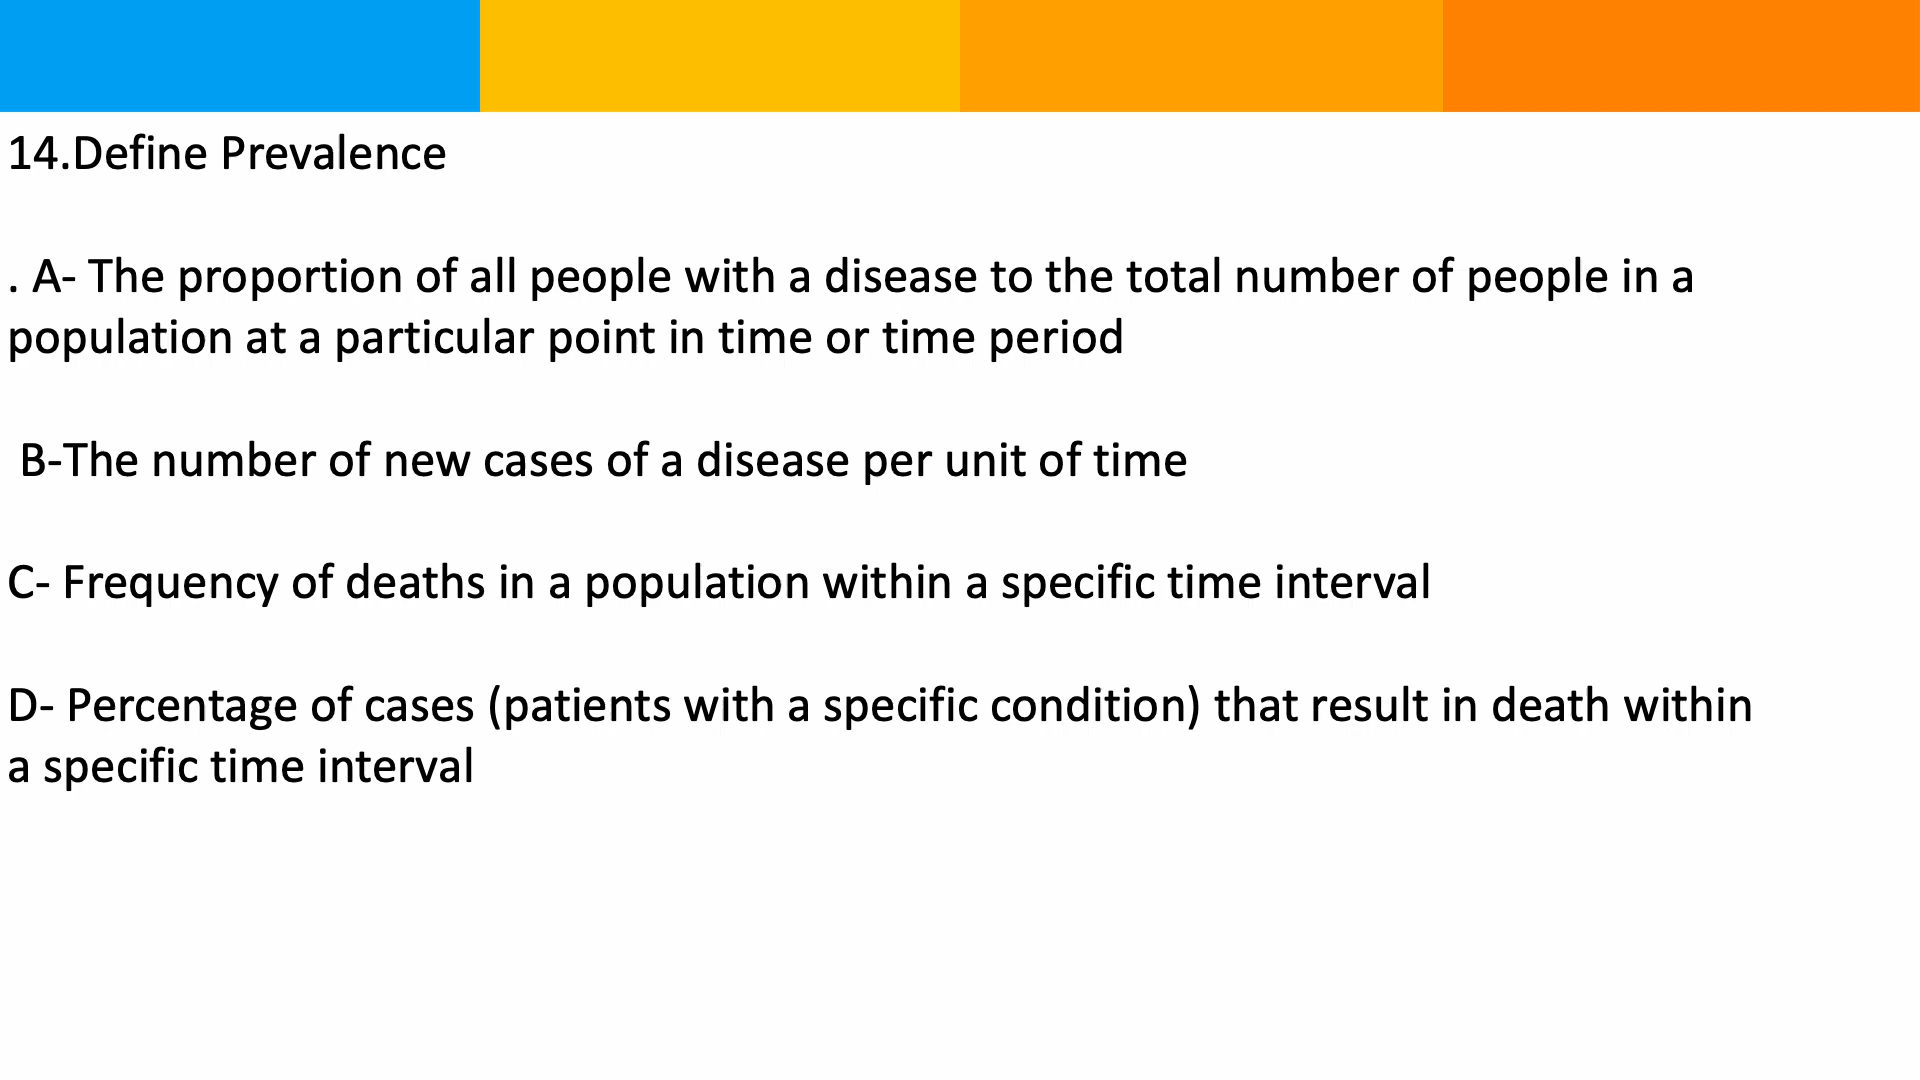 14.Define Prevalence
. A- The proportion of all people with a disease to the total number of people in a
population at a particular point in time or time period
B-The number of new cases of a disease per unit of time
C- Frequency of deaths in a population within a specific time interval
D- Percentage of cases (patients with a specific condition) that result in death within
a specific time interval